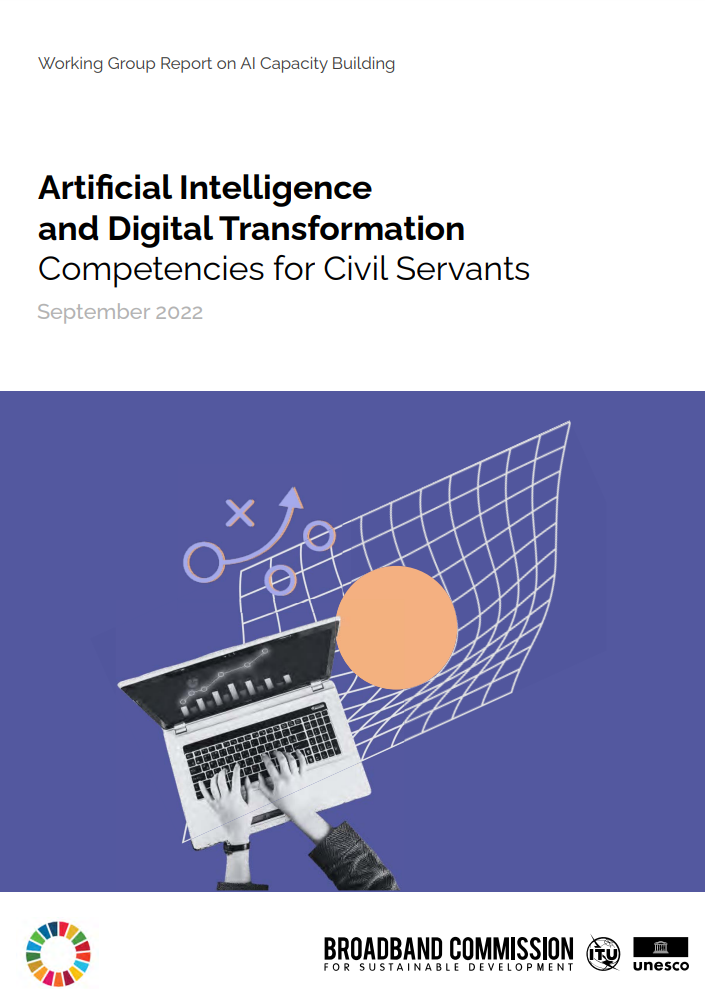 Working Group Report on AI Capacity Building
Artificial Intelligence
and Digital Transformation
Competencies for Civil Servants
September 2022
BROADBAND COMMISSION
FOR SUSTAINABLE DEVELOPMENT
ITU
unesco